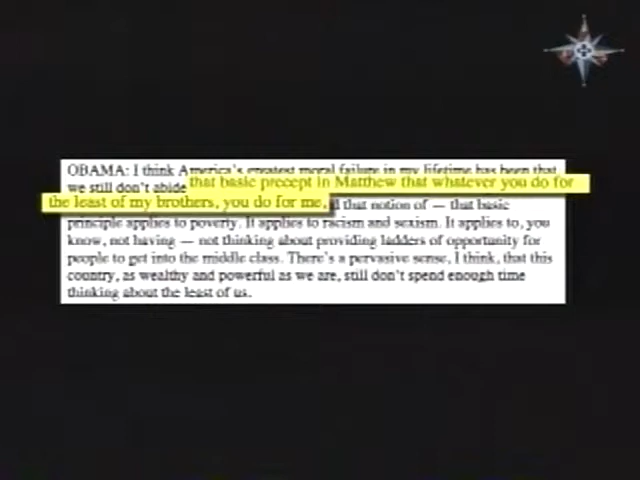 OBAMA: I think America's greatest moral failure in my lifetime has been that
we still don't abide that basic precept in Matthew that whatever you do for
the least of my brothers, you do for me, that notion of — that basic
principle applies to poverty. It applies to racism and sexism. It applies to, you
know, not having — not thinking about providing ladders of opportunity for
people to get into the middle class. There's a pervasive sense, I think, that this
country, as wealthy and powerful as we are, still don't spend enough time
thinking about the least of us.